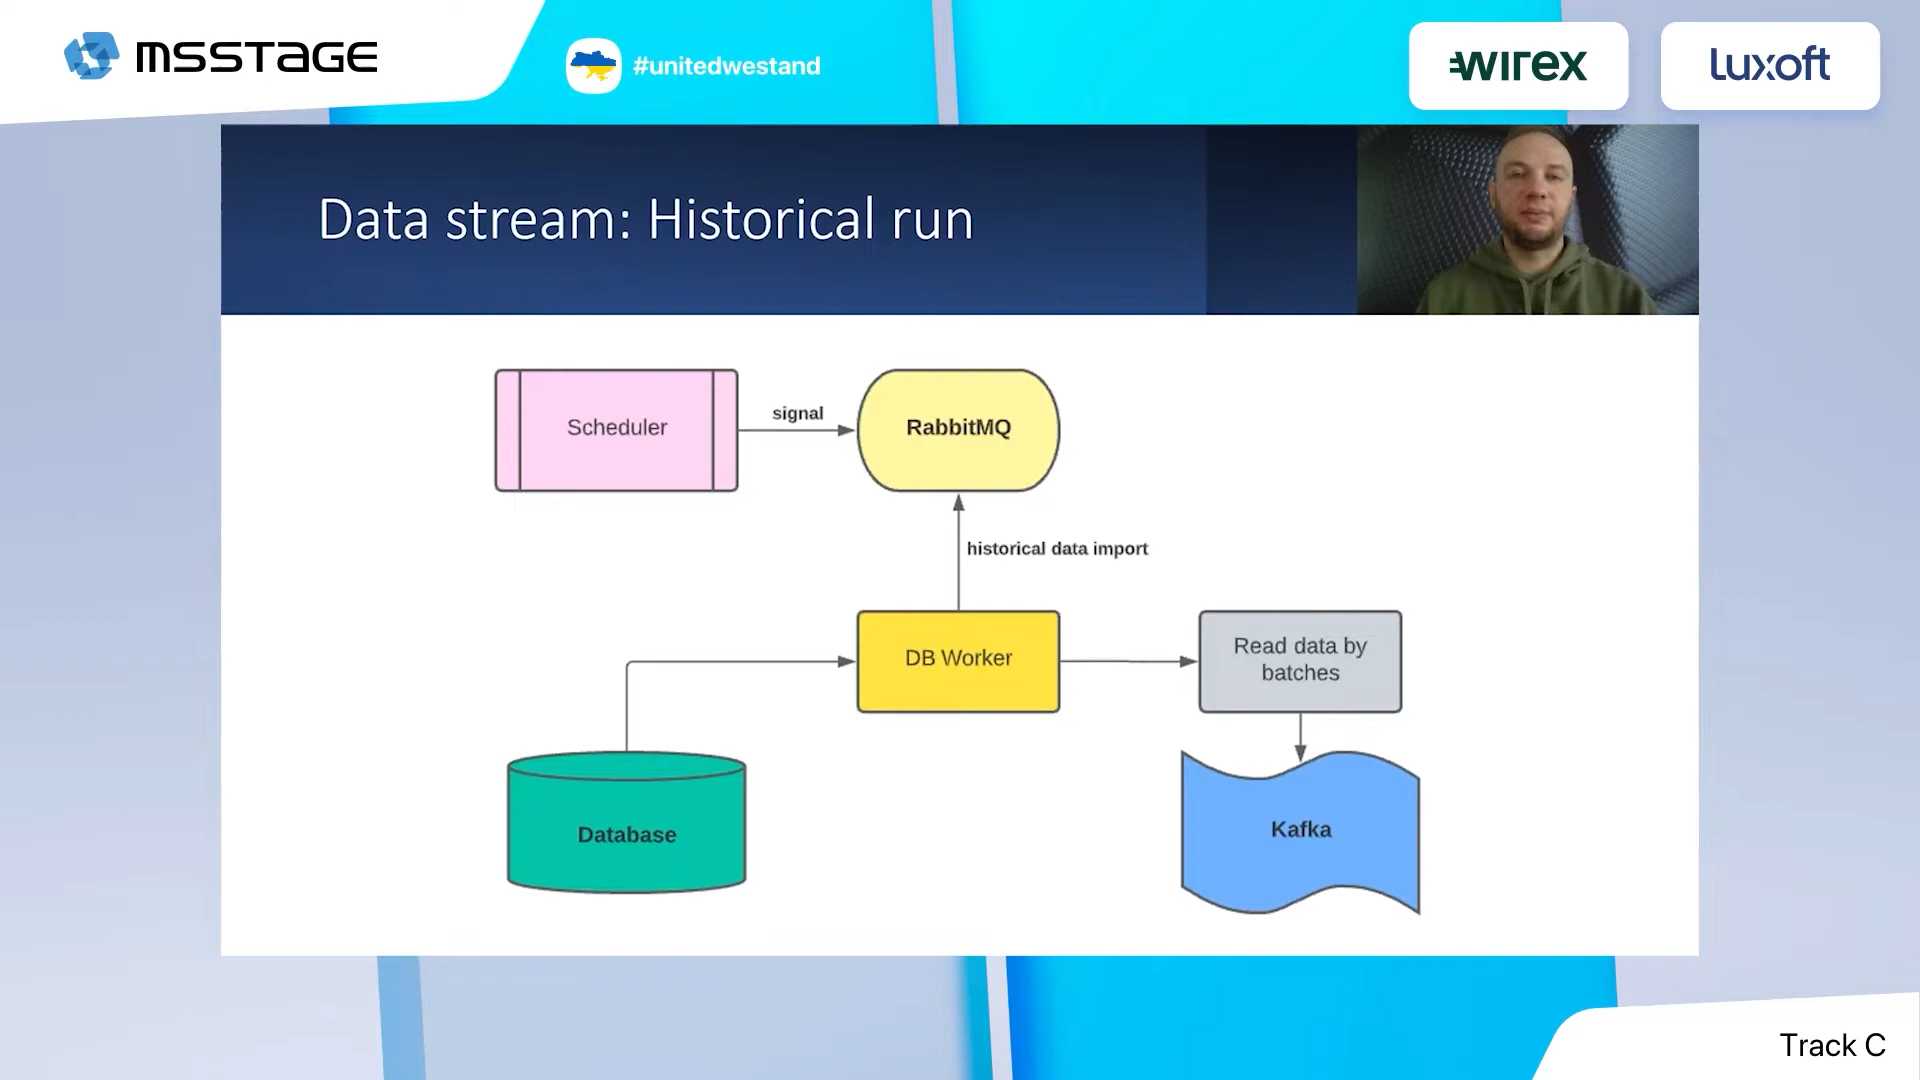 msstage
#unitedwestand
wirex
luxoft
Data stream: Historical run
Scheduler
signal
RabbitMQ
historical data import
DB Worker
Read data by
batches
Database
Kafka
Track C